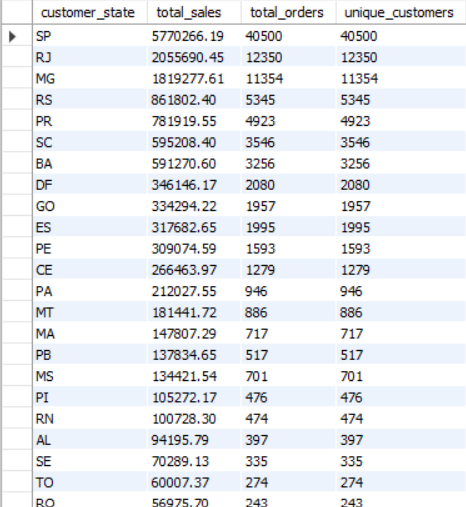 customer_state total_sales total_orders unique_customers
SP 5770266.19 40500 40500
RJ 2055690.45 12350 12350
MG 1819277.61 11354 11354
RS 861802.40 5345 5345
PR 781919.55 4923 4923
SC 595208.40 3546 3546
BA 591270.60 3256 3256
DF 346146.17 2080 2080
GO 334294.22 1957 1957
ES 317682.65 1995 1995
PE 309074.59 1593 1593
CE 266463.97 1279 1279
PA 212027.55 946 946
MT 181441.72 886 886
MA 147807.29 717 717
PB 137834.65 517 517
MS 134421.54 701 701
PI 105272.17 476 476
RN 100728.30 474 474
AL 94195.79 397 397
SE 70289.13 335 335
TO 60007.37 274 274
RO 56975.70 243 243